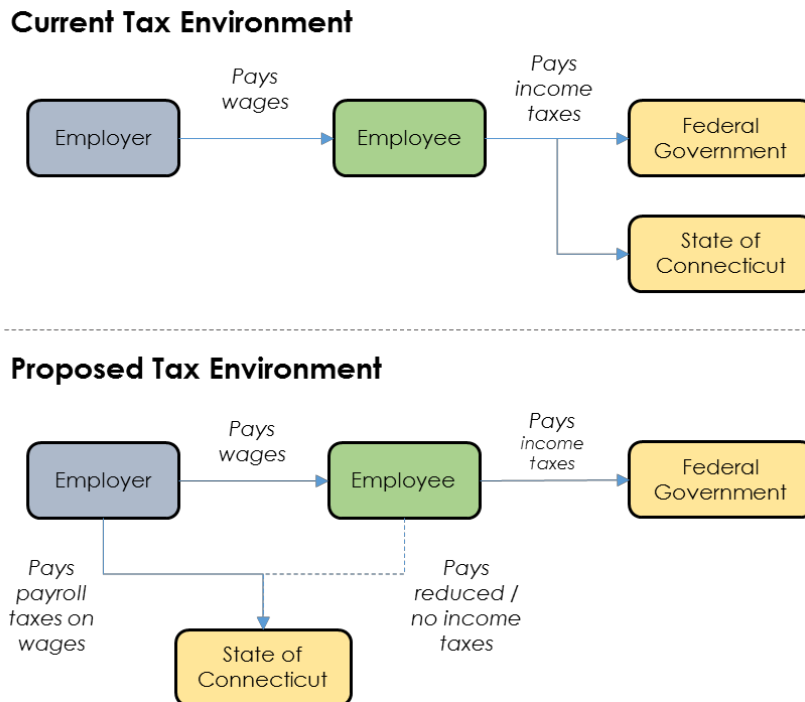 Current Tax Environment
Pays
wages
Pays
income
taxes
Employer
Employee
Federal
Government
State of
Connecticut
Proposed Tax Environment
Pays
wages
Pays
income
taxes
Employer
Employee
Federal
Government
Pays
payroll
taxes on
wages
Pays
reduced /
no income
taxes
State of
Connecticut